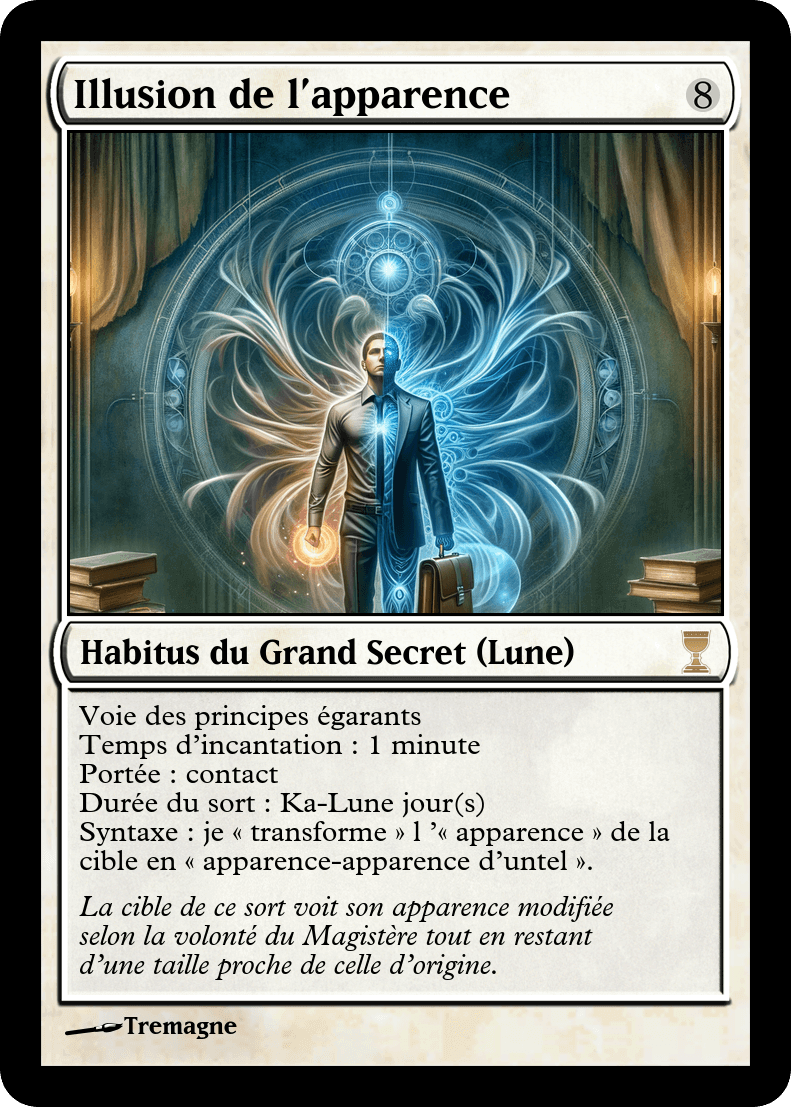 Illusion de l'apparence
8
Habitus du Grand Secret (Lune)
Voie des principes égarants
Temps d'incantation : 1 minute
Portée : contact
Durée du sort : Ka-Lune jour(s)
Syntaxe : je « transforme » l '« apparence » de la
cible en « apparence-apparence d'untel ».
La cible de ce sort voit son apparence modifiée
selon la volonté du Magistère tout en restant
d'une taille proche de celle d'origine.
Tremagne